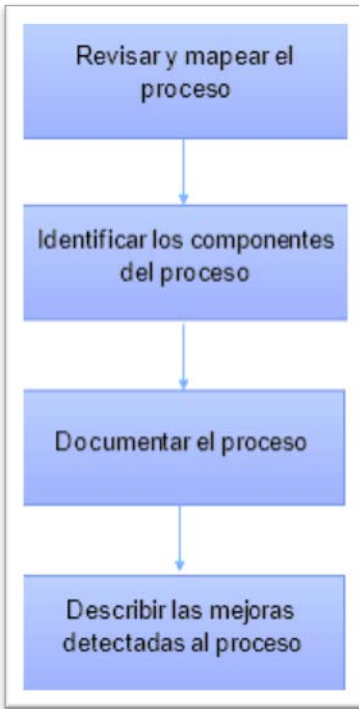 Revisar y mapear el
proceso
Identificar los componentes
del proceso
Documentar el proceso
Describir las mejoras
detectadas al proceso